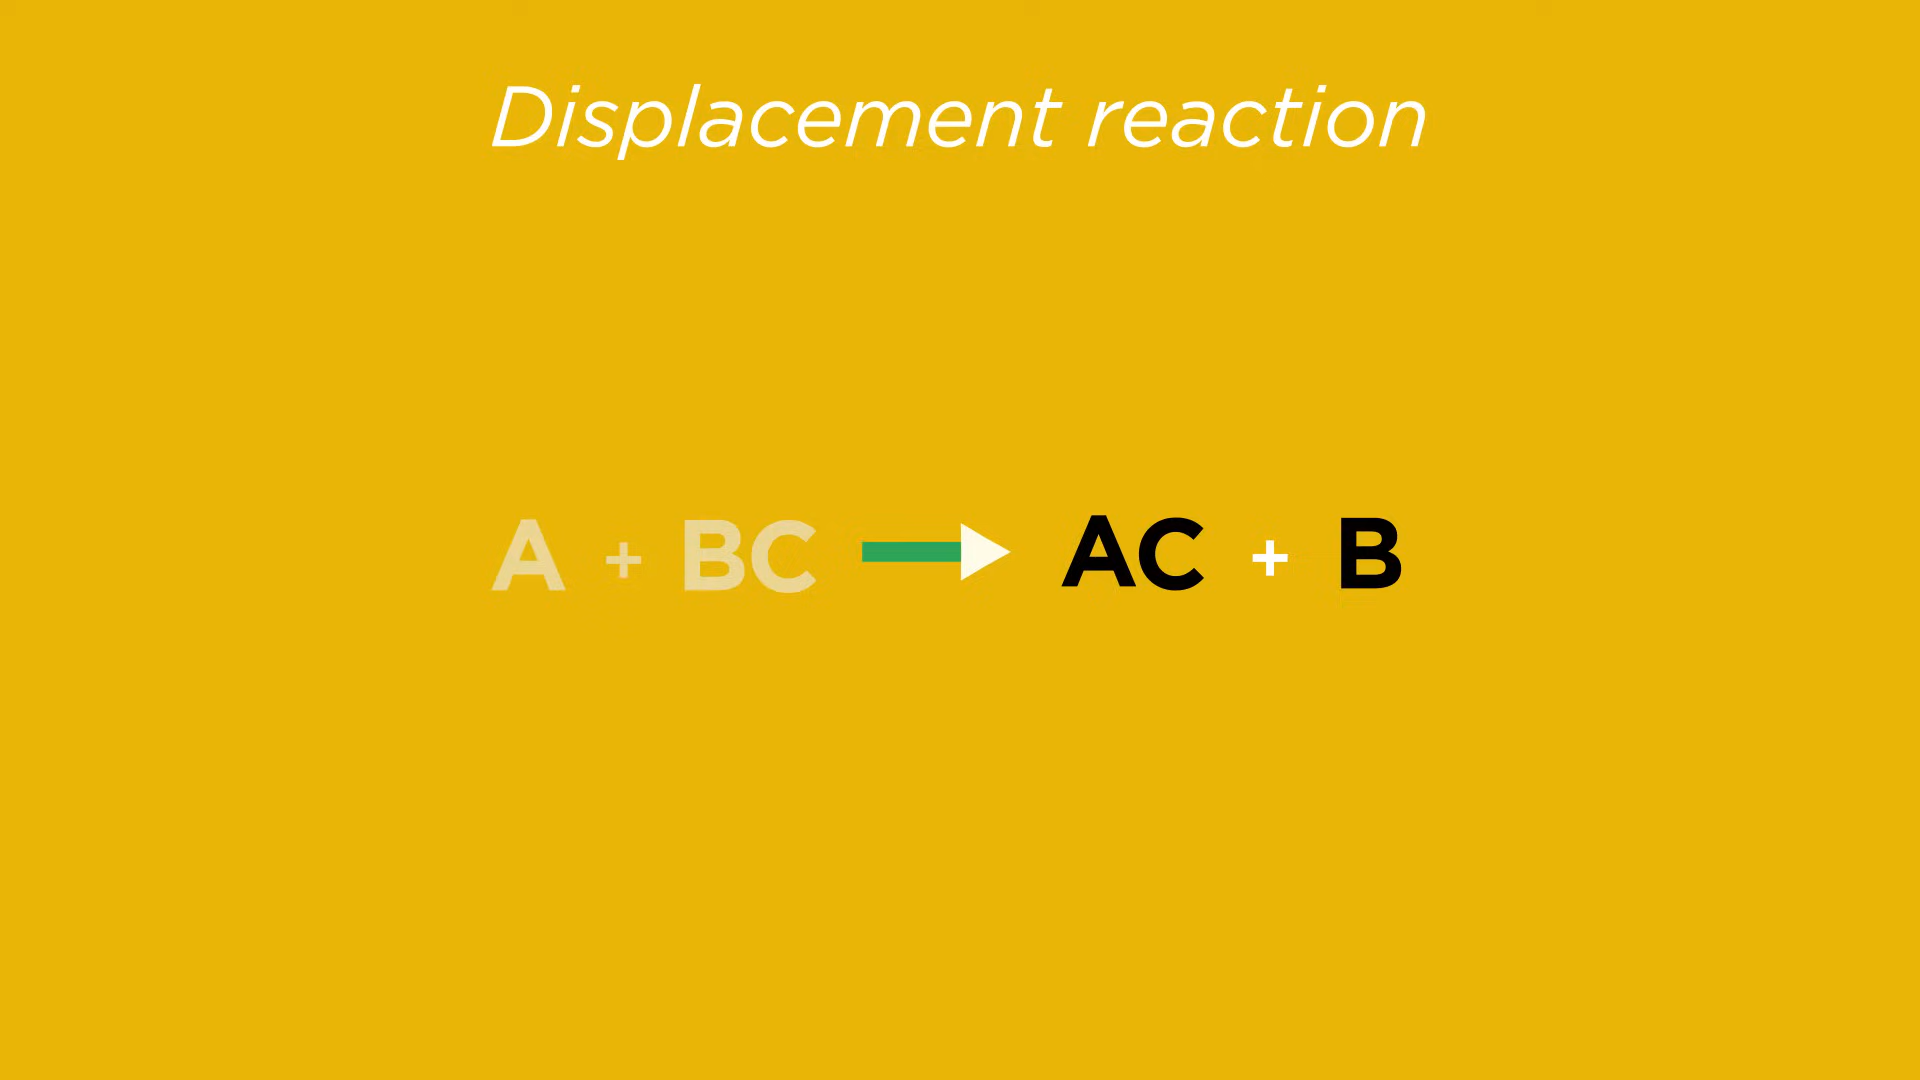 Displacement reaction
A + BC → AC + B